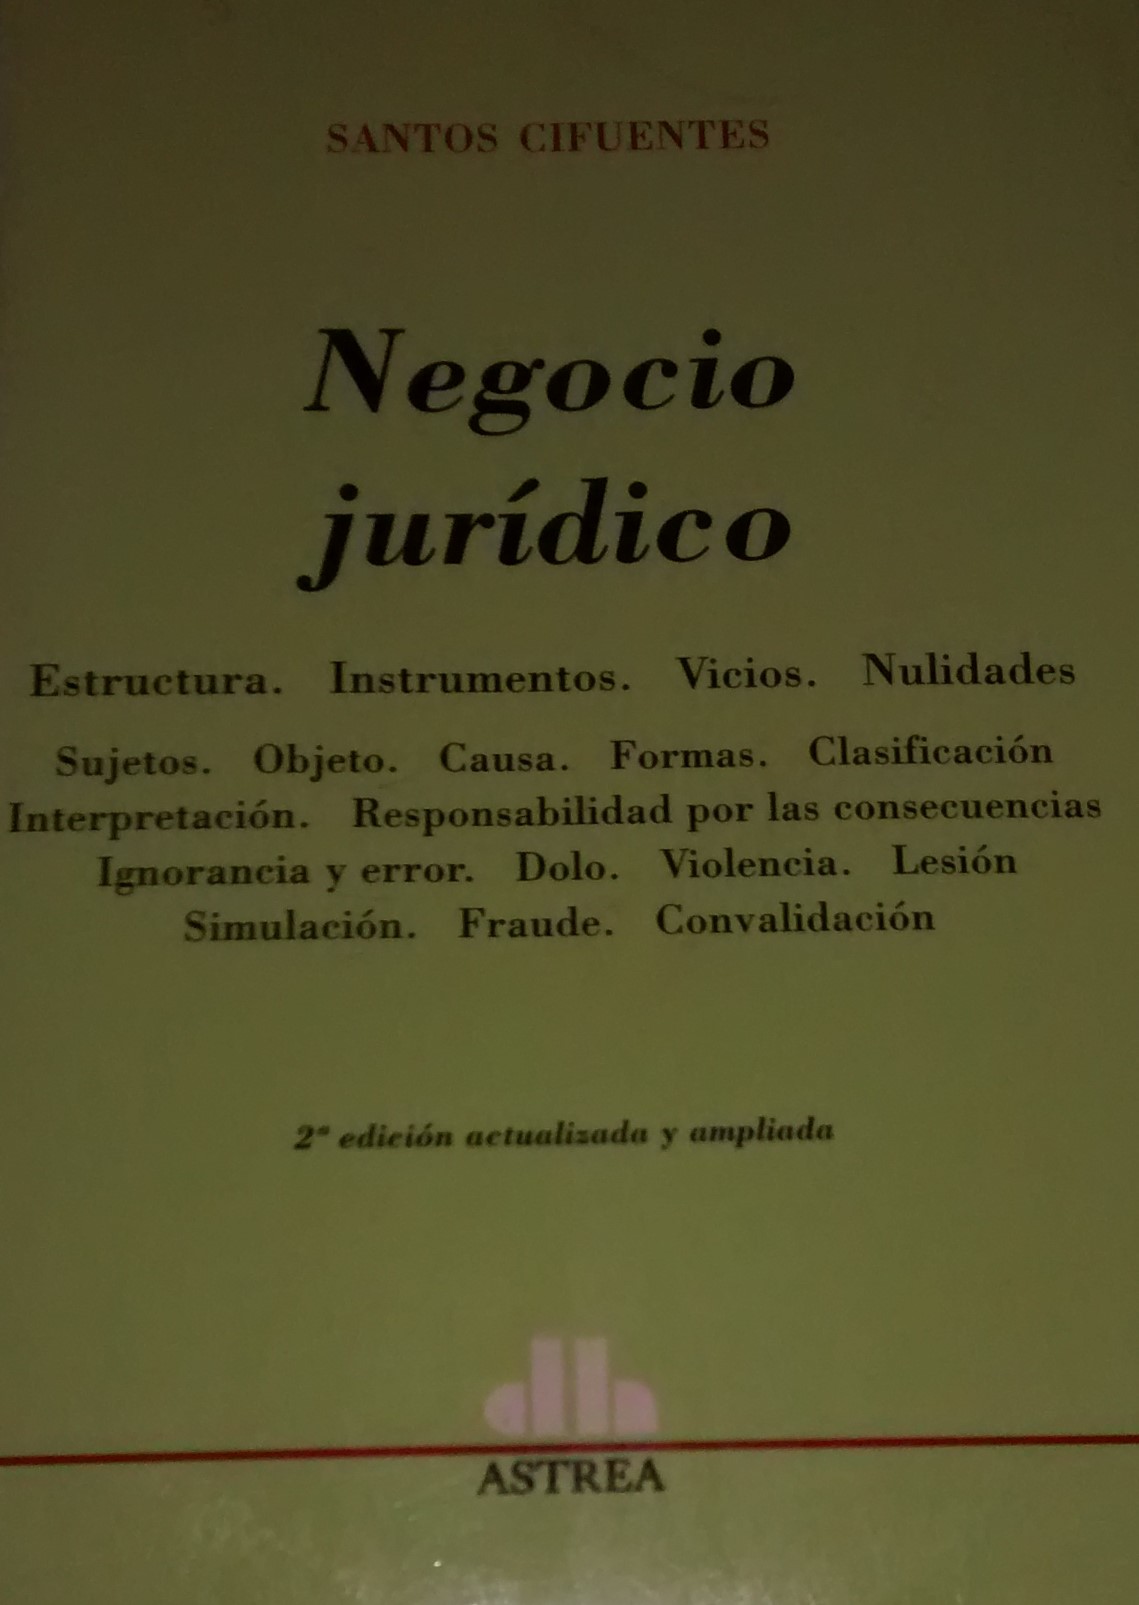 SANTOS CIFUENTES
Negocio
jurídico
Estructura. Instrumentos. Vicios. Nulidades
Sujetos. Objeto. Causa. Formas. Clasificación
Interpretación. Responsabilidad por las consecuencias
Ignorancia y error. Dolo. Violencia. Lesión
Simulación. Fraude. Convalidación
2ª edición actualizada y ampliada
ASTREA